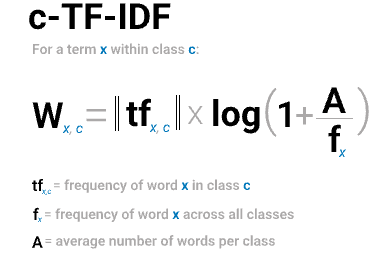 c-TF-IDF
For a term x within class c:
W x, c = || tf x, c || x log(1+ A / f x)
tf x,c = frequency of word x in class c
f x = frequency of word x across all classes
A = average number of words per class